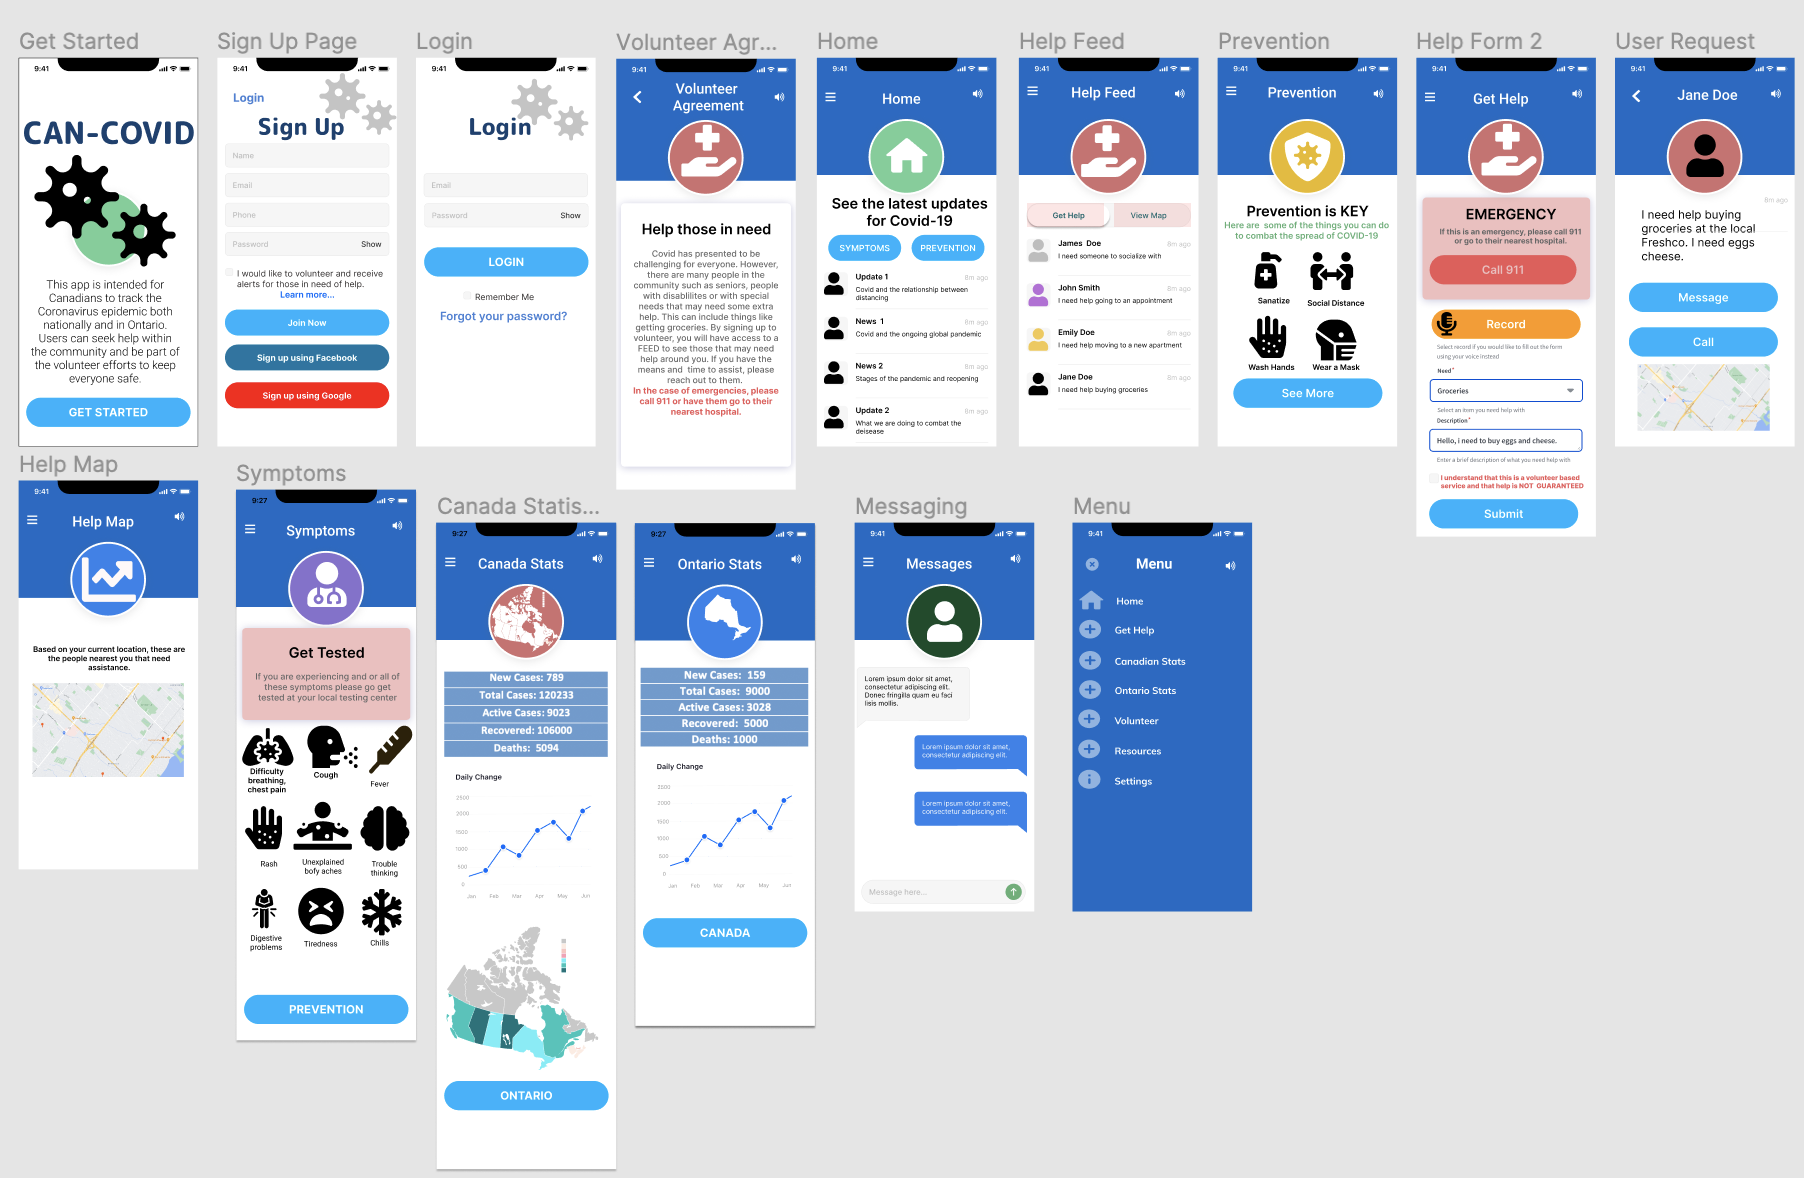 Get Started
9:41
CAN-COVID
This app is intended for
Canadians to track the
Coronavirus epidemic both
nationally and in Ontario.
Users can seek help within
the community and be part of
the volunteer efforts to keep
everyone safe.
GET STARTED
Sign Up Page
9:41
Login
Sign Up
Name
Email
Phone
Password
Show
I would like to volunteer and receive
alerts for those in need of help.
Learn more...
Join Now
Sign up using Facebook
Sign up using Google
Login
9:41
Login
Email
Password
Show
LOGIN
Remember Me
Forgot your password?
Volunteer Agr...
9:41
Volunteer
Agreement
Help those in need
Covid has presented to be
challenging for everyone. However,
there are many people in the
community such as seniors, people
with disabliites or with special
needs that may need some extra
help. This can include things like
getting groceries. By signing up to
volunteer, you will have access to a
FEED to see those that may need
help around you. If you have the
means and time to assist, please
reach out to them.
In the case of emergencies, please
call 911 or have them go to their
nearest hospital.
Home
9:41
Home
See the latest updates
for Covid-19
SYMPTOMS
PREVENTION
Update 1
8m ago
Covid and the relationship between
distancing
News 1
8m ago
Covid and the ongoing global pandemic
News 2
8m ago
Stages of the pandemic and reopening
Update 2
8m ago
What we are doing to combat the
deisease
Help Feed
9:41
Help Feed
Get Help
View Map
James Doe
8m ago
I need someone to socialize with
John Smith
8m ago
I need help going to an appointment
Emily Doe
8m ago
I need help moving to a new apartment
Jane Doe
8m ago
I need help buying groceries
Prevention
9:41
Prevention
Prevention is KEY
Here are some of the things you can do
to combat the spread of COVID-19
Sanatize
Social Distance
Wash Hands
Wear a Mask
See More
Help Form 2
9:41
Get Help
EMERGENCY
If this is an emergency, please call 911
or go to their nearest hospital.
Call 911
Record
Select record if you would like to fill out the form
using your voice instead
Need*
Groceries
Select an item you need help with
Description*
Hello, i need to buy eggs and cheese.
Enter a brief description of what you need help with
I understand that this is a volunteer based
service and that help is NOT GUARANTEED
Submit
User Request
9:41
Jane Doe
8m ago
I need help buying
groceries at the local
Freshco. I need eggs
cheese.
Message
Call
Help Map
9:41
Help Map
Based on your current location, these are
the people nearest you that need
assistance.
Symptoms
9:27
Symptoms
Get Tested
If you are experiencing and or all of
these symptoms please go get
tested at your local testing center
Difficulty
breathing,
chest pain
Cough
Fever
Rash
Unexplained
bofy aches
Trouble
thinking
Digestive
problems
Tiredness
Chills
PREVENTION
Canada Statis...
9:27
Canada Stats
New Cases: 789
Total Cases: 120233
Active Cases: 9023
Recovered: 106000
Deaths: 5094
Daily Change
2500
2000
1500
1000
500
0
Jan Feb Mar Apr May Jun
ONTARIO
9:27
Ontario Stats
New Cases: 159
Total Cases: 9000
Active Cases: 3028
Recovered: 5000
Deaths: 1000
Daily Change
2500
2000
1500
1000
500
0
Jan Feb Mar Apr May Jun
CANADA
Messaging
9:41
Messages
Lorem ipsum dolor sit amet,
consectetur adipiscing elit.
Donec fringilla quam eu faci
lisis mollis.
Lorem ipsum dolor sit amet,
consectetur adipiscing elit.
Lorem ipsum dolor sit amet,
consectetur adipiscing elit.
Message here...
Menu
9:41
Menu
Home
Get Help
Canadian Stats
Ontario Stats
Volunteer
Resources
Settings